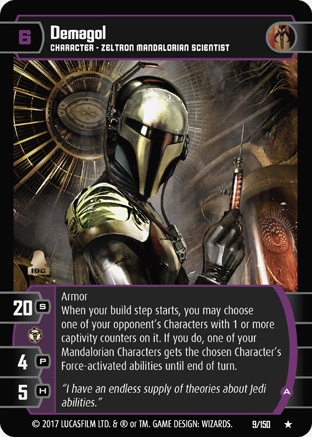 6
Demagol
CHARACTER - ZELTRON MANDALORIAN SCIENTIST
IDC
20 S
4 P
5 H
Armor
When your build step starts, you may choose
one of your opponent's Characters with 1 or more
captivity counters on it. If you do, one of your
Mandalorian Characters gets the chosen Character's
Force-activated abilities until end of turn.
"I have an endless supply of theories about Jedi
abilities."
A
© 2017 LUCASFILM LTD. & ® or TM. GAME DESIGN: WIZARDS. 9/150